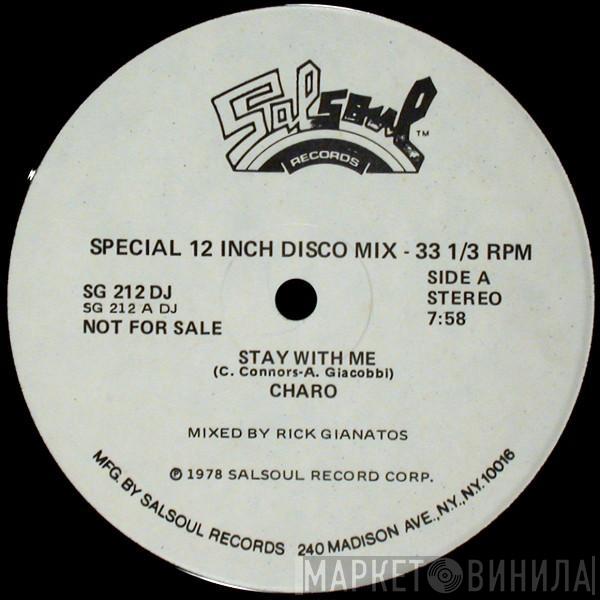 Salsoul™
RECORDS
SPECIAL 12 INCH DISCO MIX - 33 1/3 RPM
SG 212 DJ
SG 212 A DJ
NOT FOR SALE
SIDE A
STEREO
7:58
STAY WITH ME
(C. Connors-A. Giacobbi)
CHARO
MIXED BY RICK GIANATOS
℗ 1978 SALSOUL RECORD CORP.
MFG. BY SALSOUL RECORDS 240 MADISON AVE., N.Y., N.Y. 10016
МАРКЕТ ВИНИЛА